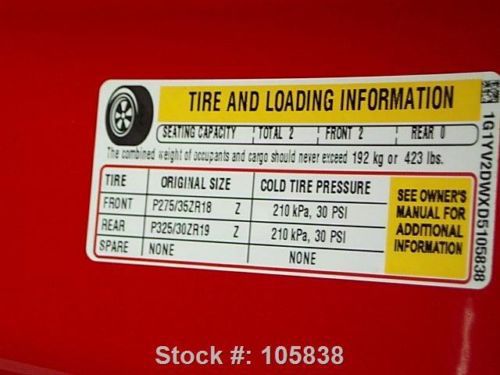 TIRE AND LOADING INFORMATION
SEATING CAPACITY TOTAL 2 FRONT 2 REAR 0
The combined weight of occupants and cargo should never exceed 192 kg or 423 lbs.
TIRE ORIGINAL SIZE COLD TIRE PRESSURE
FRONT P275/35ZR18 Z 210 kPa, 30 PSI
REAR P325/30ZR19 Z 210 kPa, 30 PSI
SPARE NONE NONE
SEE OWNER'S
MANUAL FOR
ADDITIONAL
INFORMATION
1G1YV2DWXD5105838
Stock #: 105838